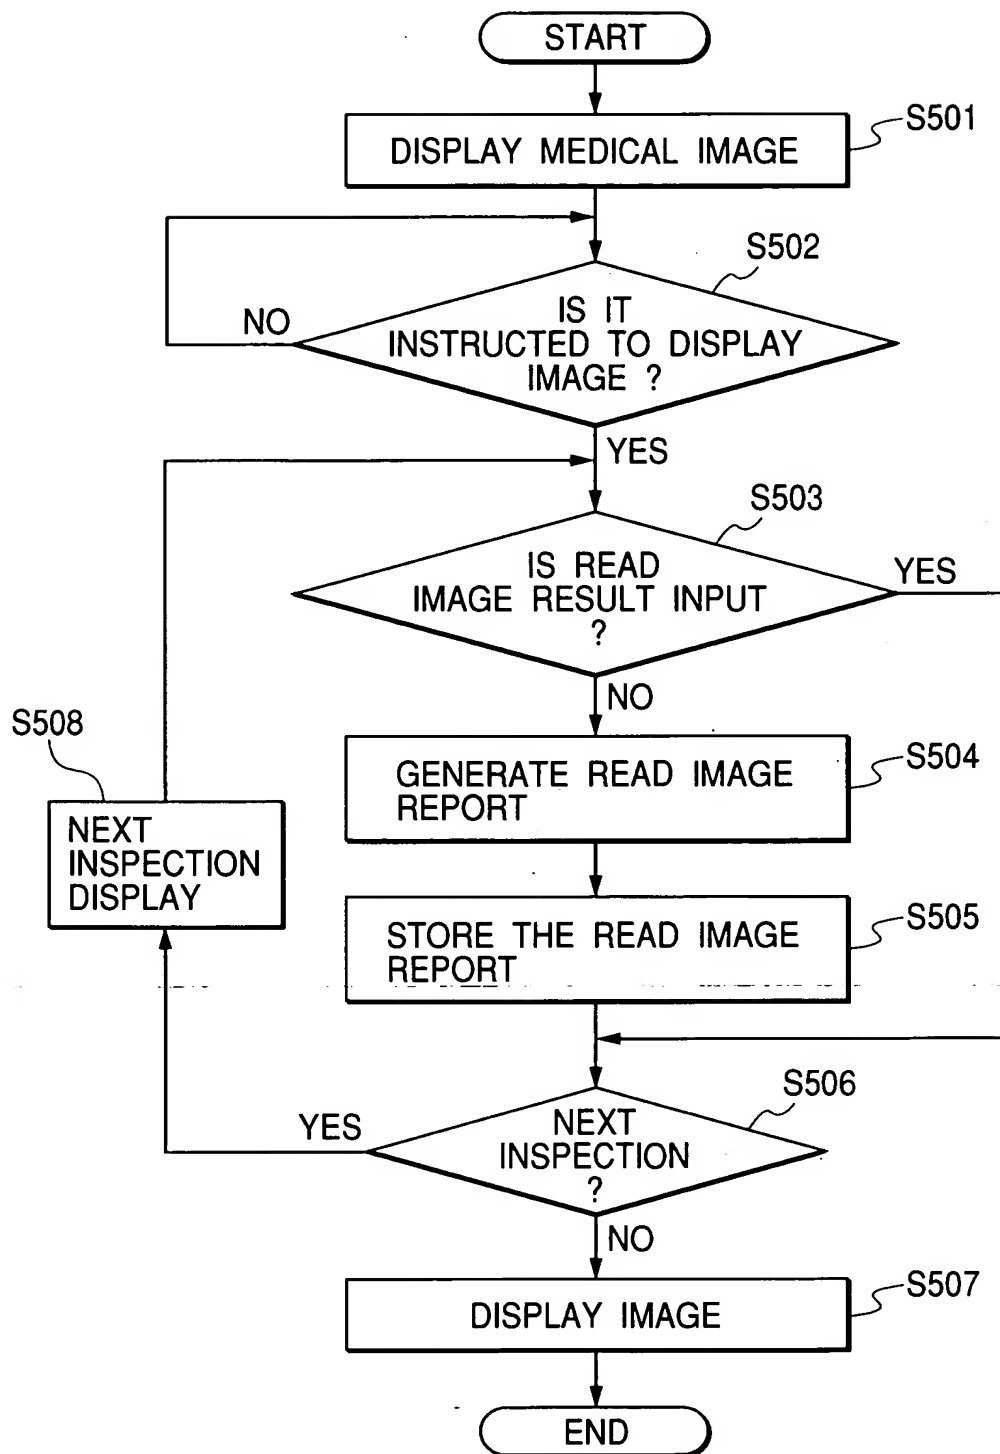 START
DISPLAY MEDICAL IMAGE
S501
S502
IS IT
INSTRUCTED TO DISPLAY
IMAGE ?
NO
YES
S503
IS READ
IMAGE RESULT INPUT
?
YES
NO
S508
NEXT
INSPECTION
DISPLAY
GENERATE READ IMAGE
REPORT
S504
STORE THE READ IMAGE
REPORT
S505
S506
NEXT
INSPECTION
?
YES
NO
DISPLAY IMAGE
S507
END